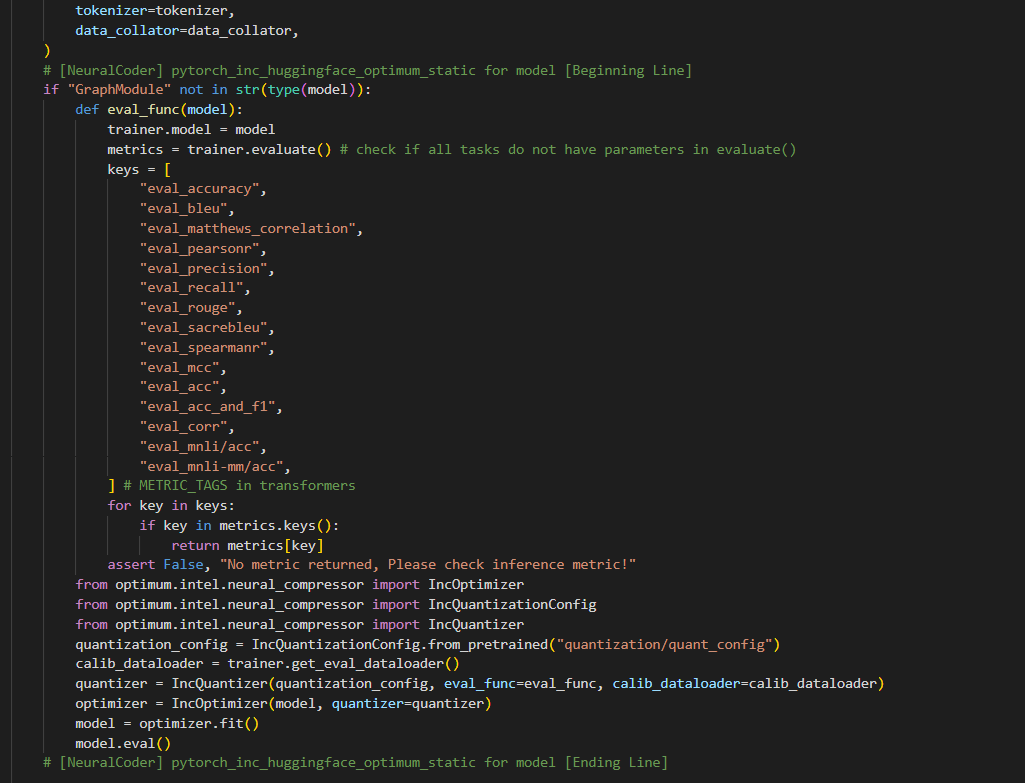 tokenizer=tokenizer,
data_collator=data_collator,
)
# [NeuralCoder] pytorch_inc_huggingface_optimum_static for model [Beginning Line]
if "GraphModule" not in str(type(model)):
def eval_func(model):
trainer.model = model
metrics = trainer.evaluate() # check if all tasks do not have parameters in evaluate()
keys = [
"eval_accuracy",
"eval_bleu",
"eval_matthews_correlation",
"eval_pearsonr",
"eval_precision",
"eval_recall",
"eval_rouge",
"eval_sacrebleu",
"eval_spearmanr",
"eval_mcc",
"eval_acc",
"eval_acc_and_f1",
"eval_corr",
"eval_mnli/acc",
"eval_mnli-mm/acc",
] # METRIC_TAGS in transformers
for key in keys:
if key in metrics.keys():
return metrics[key]
assert False, "No metric returned, Please check inference metric!"
from optimum.intel.neural_compressor import IncOptimizer
from optimum.intel.neural_compressor import IncQuantizationConfig
from optimum.intel.neural_compressor import IncQuantizer
quantization_config = IncQuantizationConfig.from_pretrained("quantization/quant_config")
calib_dataloader = trainer.get_eval_dataloader()
quantizer = IncQuantizer(quantization_config, eval_func=eval_func, calib_dataloader=calib_dataloader)
optimizer = IncOptimizer(model, quantizer=quantizer)
model = optimizer.fit()
model.eval()
# [NeuralCoder] pytorch_inc_huggingface_optimum_static for model [Ending Line]